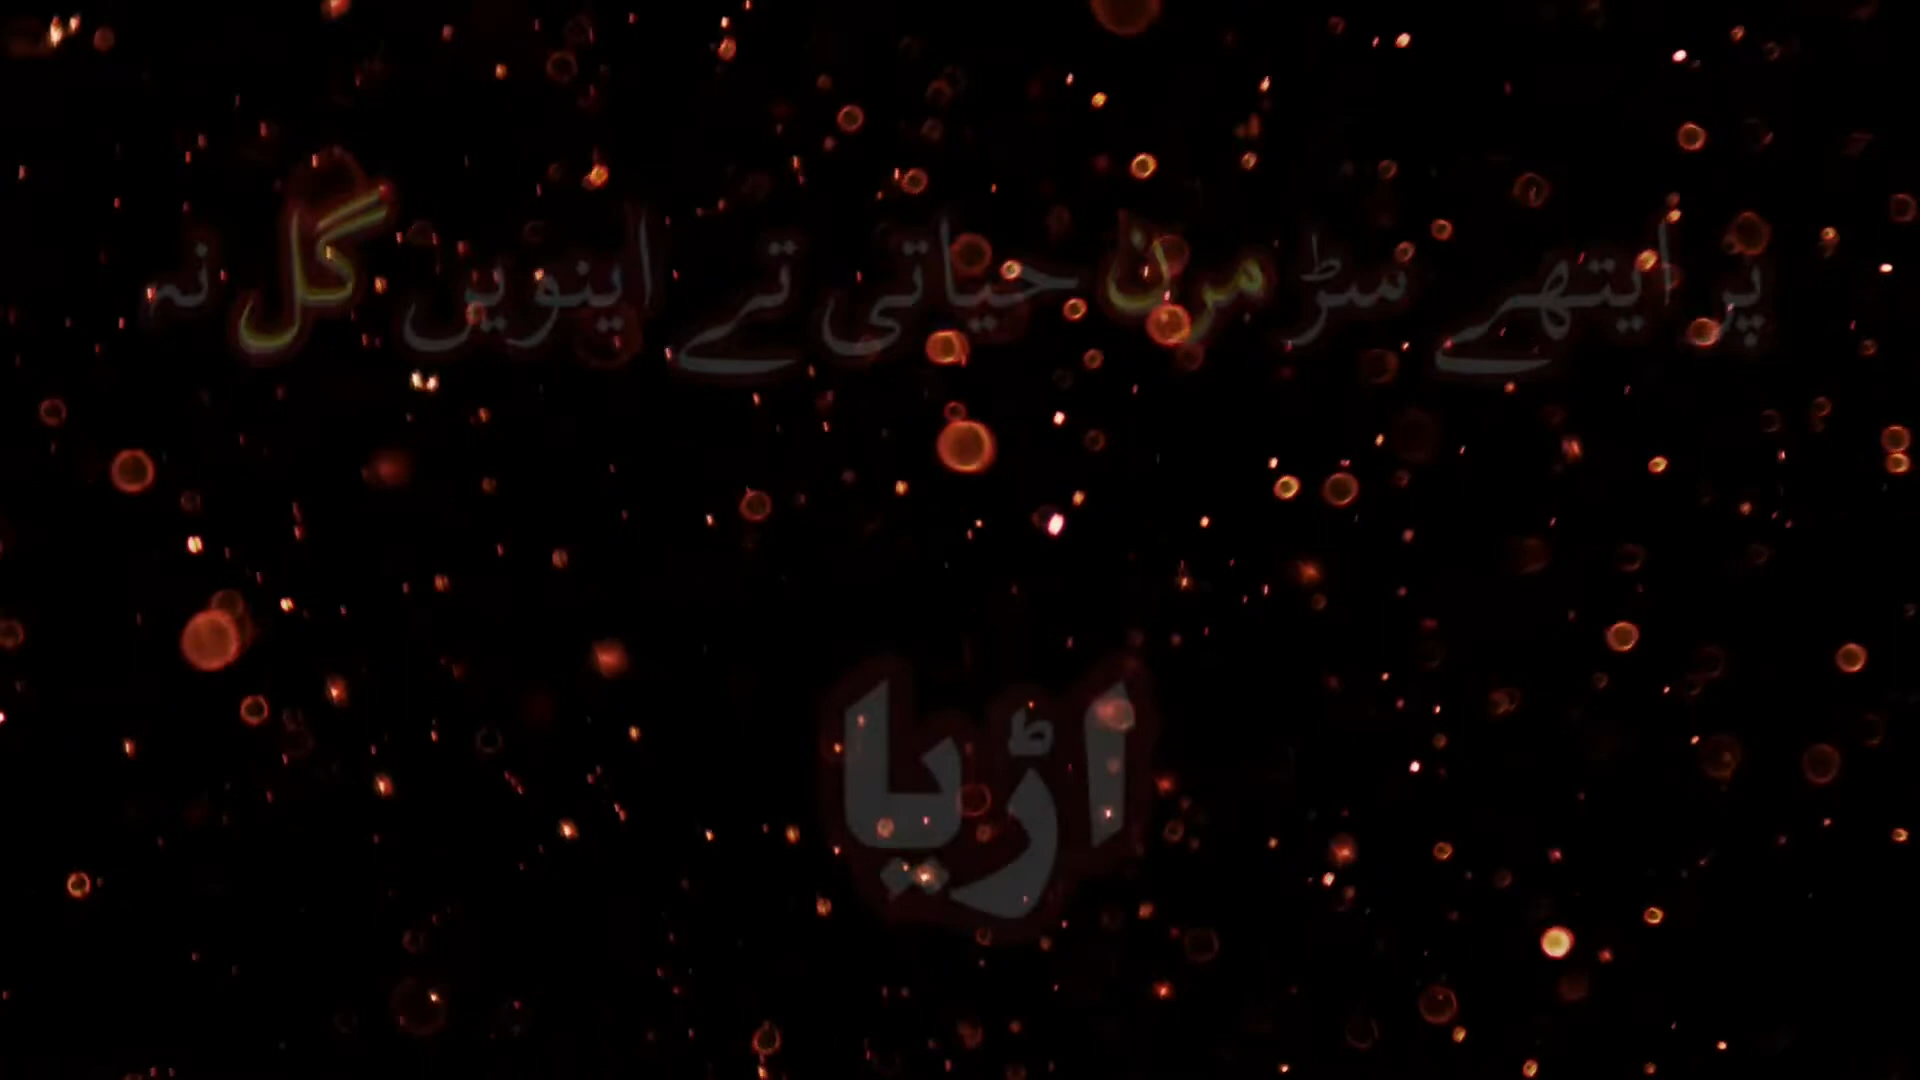 پر ایتھے سڑ مرن حیاتی تے اینویں گل نہ
اڑیا